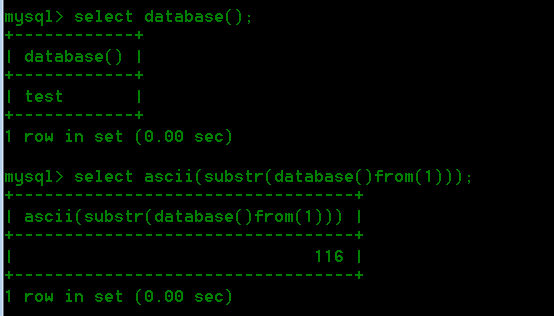 mysql> select database();
+------------+
| database() |
+------------+
| test       |
+------------+
1 row in set (0.00 sec)
mysql> select ascii(substr(database()from(1)));
+----------------------------------+
| ascii(substr(database()from(1))) |
+----------------------------------+
|                              116 |
+----------------------------------+
1 row in set (0.00 sec)